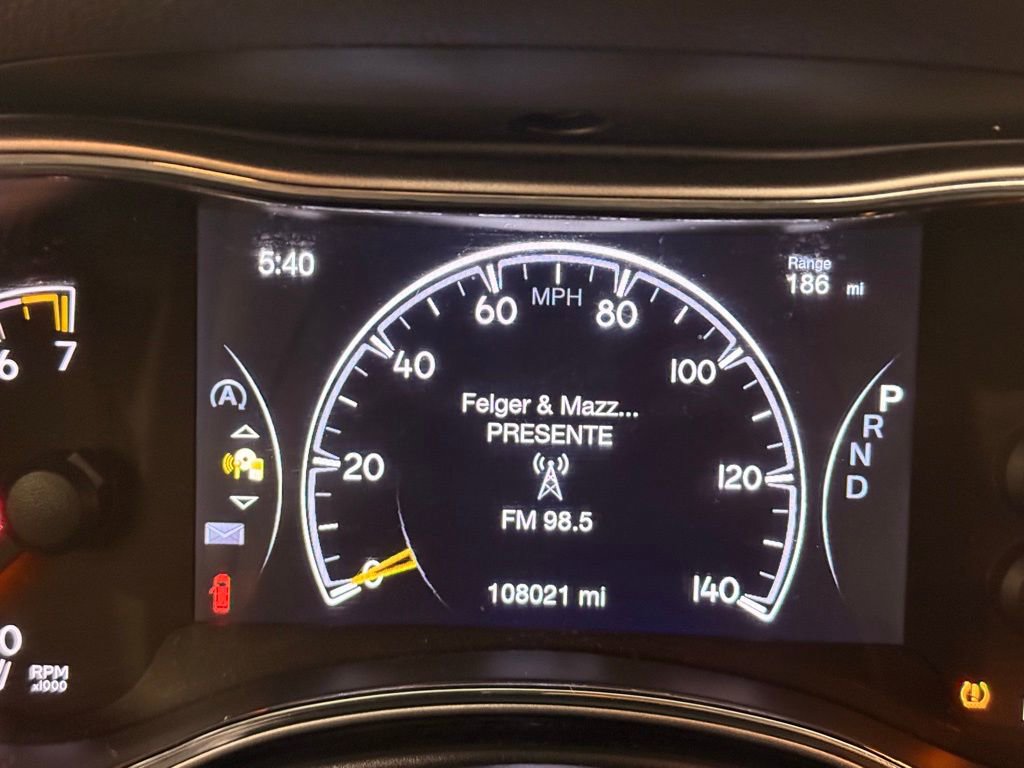 5:40
Range
186 mi
MPH
0
20
40
60
80
100
120
140
Felger & Mazz...
PRESENTE
FM 98.5
108021 mi
A
P
R
N
D
6
7
0
RPM
x1000